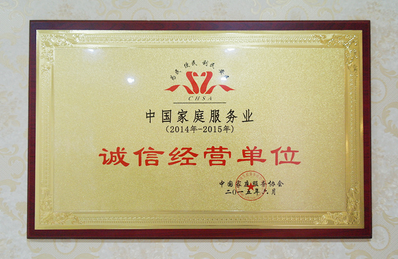 CHSA
中国家庭服务业
(2014年-2015年)
诚信经营单位
中国家庭服务协会
二〇一五年六月